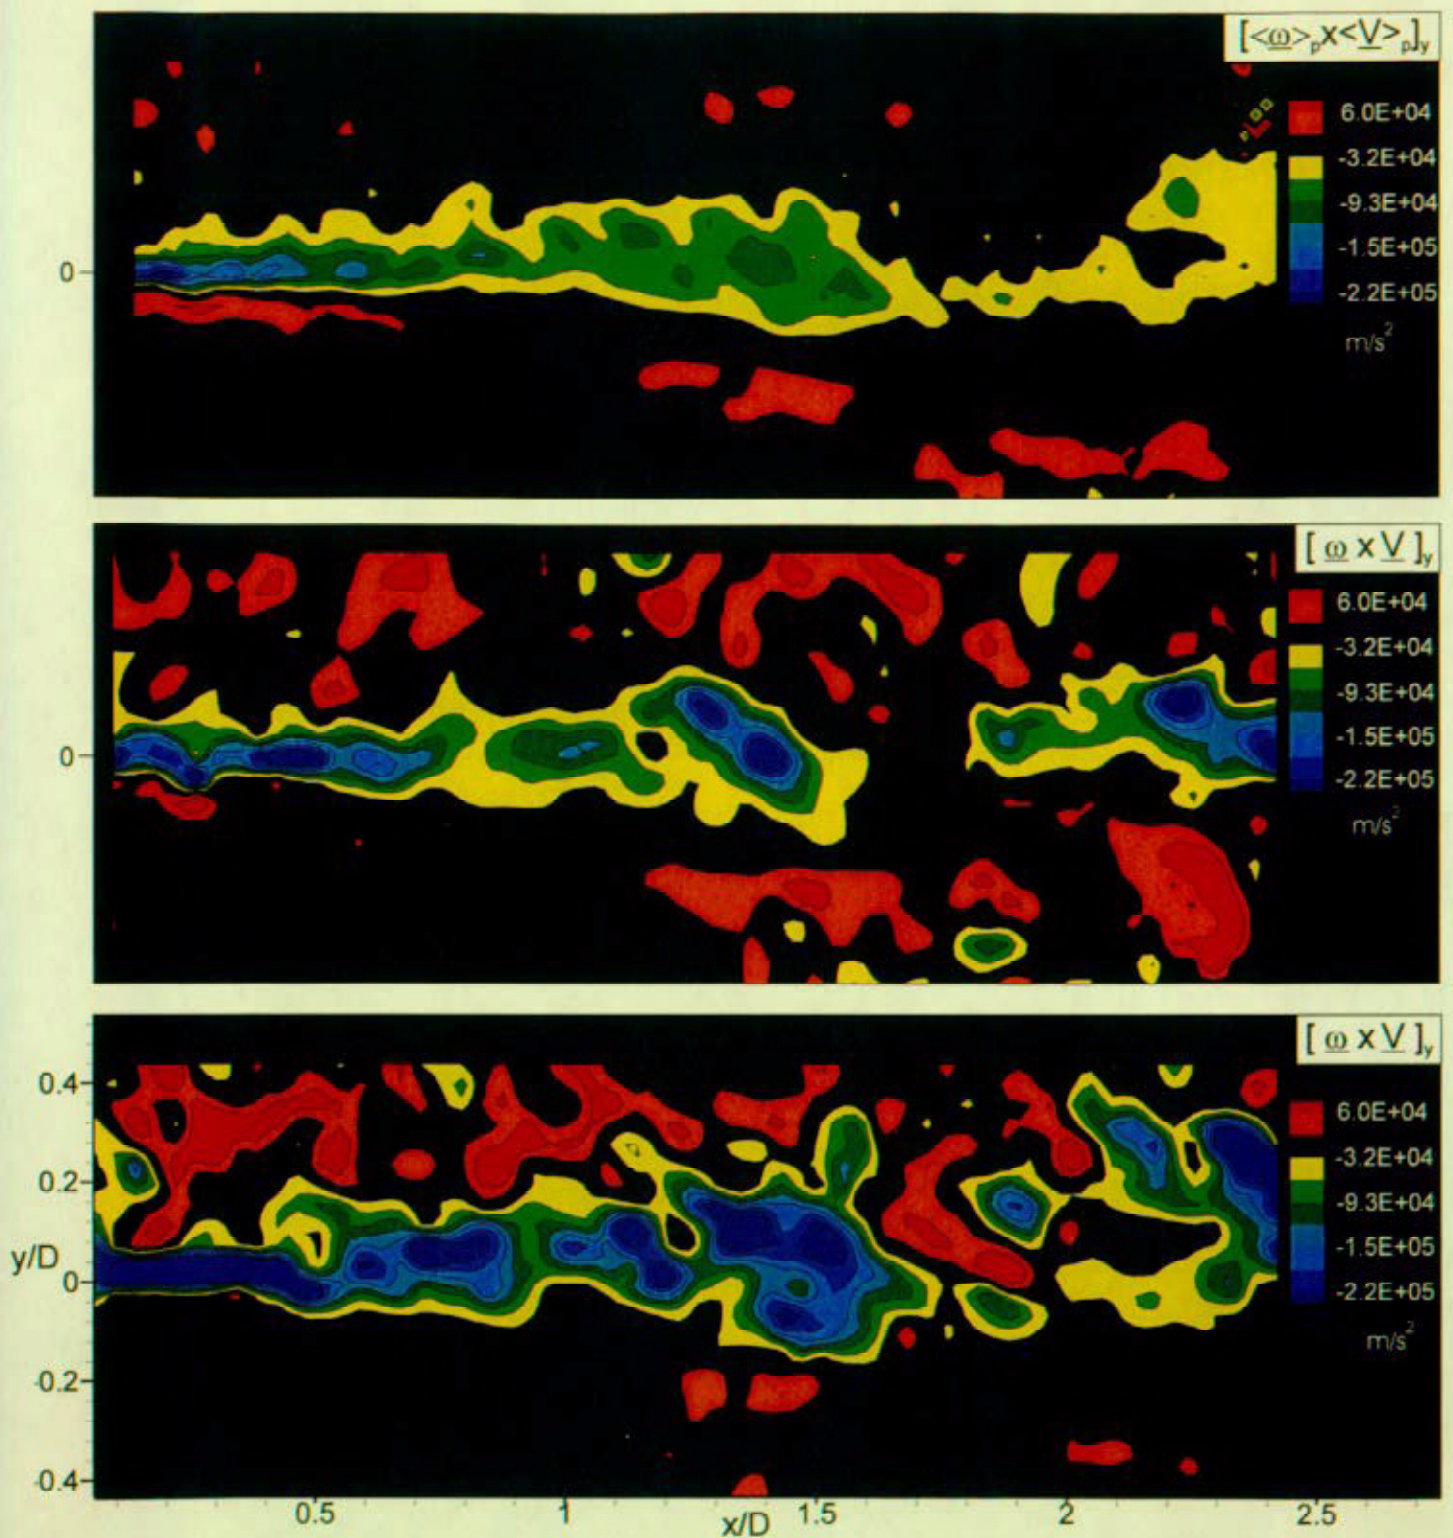 [<ω>ₚx<V>ₚ]ᵧ
6.0E+04
-3.2E+04
-9.3E+04
-1.5E+05
-2.2E+05
m/s²
0
[ ω x V ]ᵧ
6.0E+04
-3.2E+04
-9.3E+04
-1.5E+05
-2.2E+05
m/s²
0
[ ω x V ]ᵧ
6.0E+04
-3.2E+04
-9.3E+04
-1.5E+05
-2.2E+05
m/s²
0.4
0.2
y/D
0
-0.2
-0.4
0.5
1
1.5
2
2.5
x/D